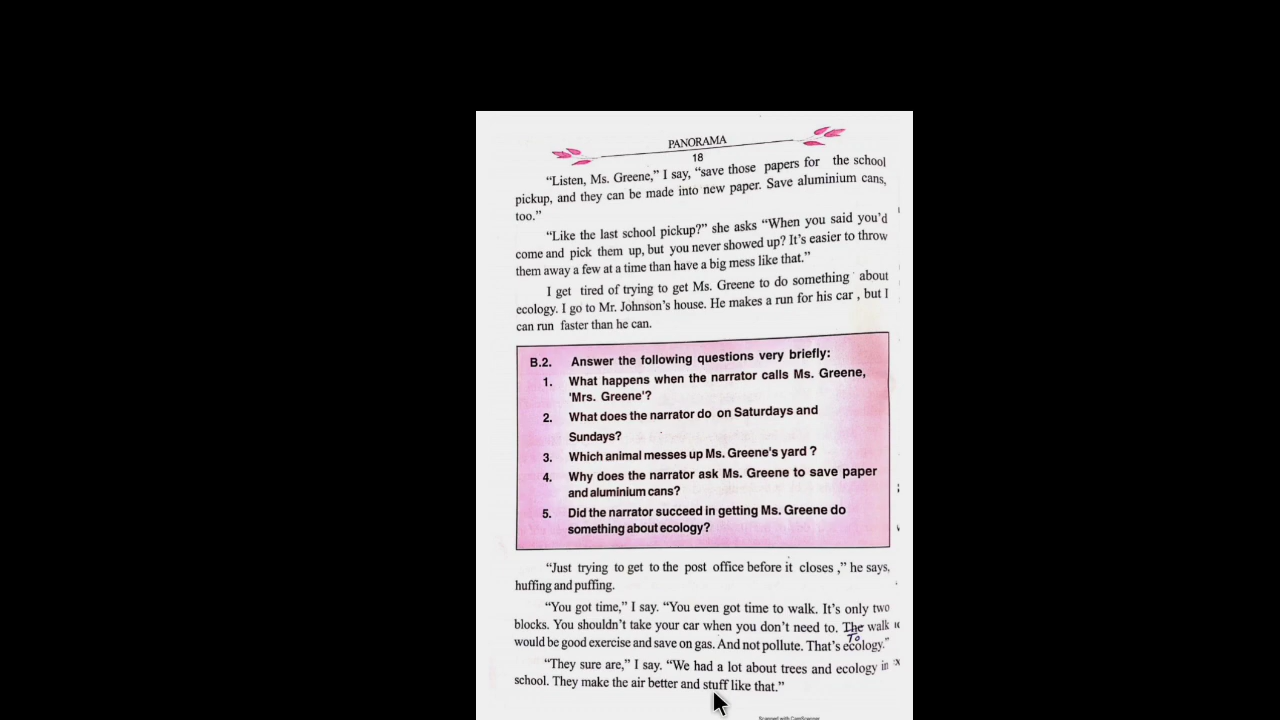 PANORAMA
18
“Listen, Ms. Greene,” I say, “save those papers for the school
pickup, and they can be made into new paper. Save aluminium cans,
too.”
“Like the last school pickup?” she asks “When you said you’d
come and pick them up, but you never showed up? It’s easier to throw
them away a few at a time than have a big mess like that.”
I get tired of trying to get Ms. Greene to do something about
ecology. I go to Mr. Johnson’s house. He makes a run for his car , but I
can run faster than he can.
B.2. Answer the following questions very briefly:
1. What happens when the narrator calls Ms. Greene,
'Mrs. Greene'?
2. What does the narrator do on Saturdays and
Sundays?
3. Which animal messes up Ms. Greene's yard ?
4. Why does the narrator ask Ms. Greene to save paper
and aluminium cans?
5. Did the narrator succeed in getting Ms. Greene do
something about ecology?
“Just trying to get to the post office before it closes ,” he says,
huffing and puffing.
“You got time,” I say. “You even got time to walk. It’s only two
blocks. You shouldn’t take your car when you don’t need to. The walk
To
would be good exercise and save on gas. And not pollute. That’s ecology.”
“They sure are,” I say. “We had a lot about trees and ecology in
school. They make the air better and stuff like that.”
Scanned with CamScanner